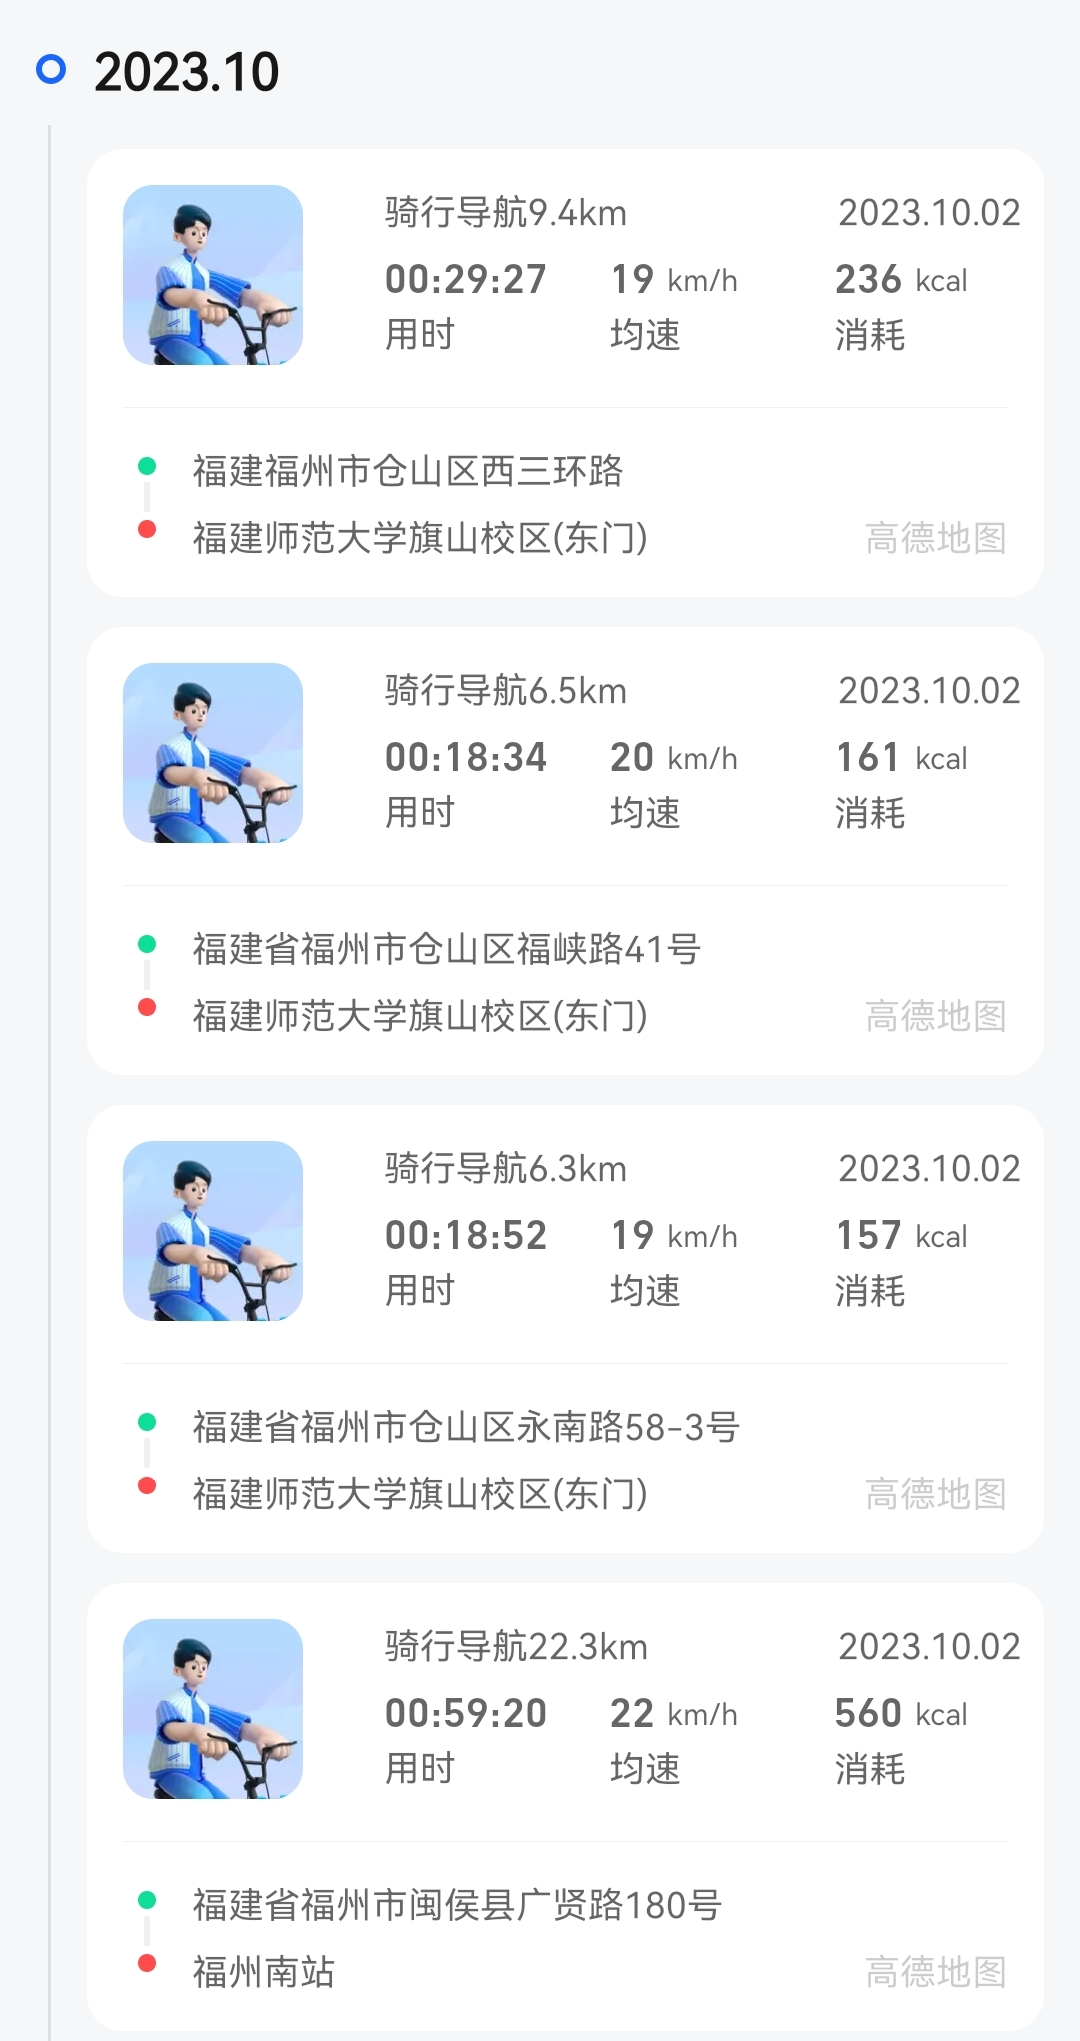 2023.10
骑行导航9.4km 2023.10.02
00:29:27 19 km/h 236 kcal
用时 均速 消耗
福建福州市仓山区西三环路
福建师范大学旗山校区(东门) 高德地图
骑行导航6.5km 2023.10.02
00:18:34 20 km/h 161 kcal
用时 均速 消耗
福建省福州市仓山区福峡路41号
福建师范大学旗山校区(东门) 高德地图
骑行导航6.3km 2023.10.02
00:18:52 19 km/h 157 kcal
用时 均速 消耗
福建省福州市仓山区永南路58-3号
福建师范大学旗山校区(东门) 高德地图
骑行导航22.3km 2023.10.02
00:59:20 22 km/h 560 kcal
用时 均速 消耗
福建省福州市闽侯县广贤路180号
福州南站 高德地图